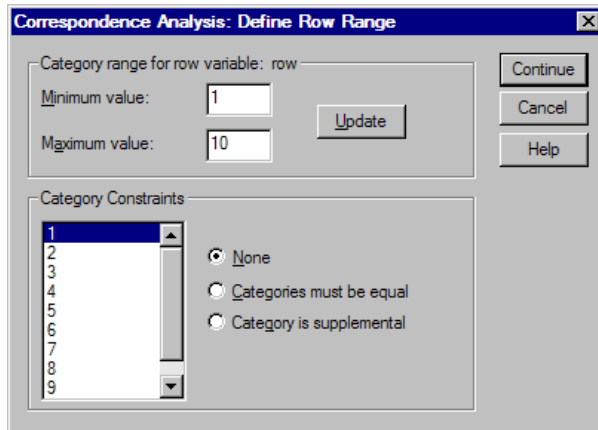 Correspondence Analysis: Define Row Range
Category range for row variable: row
Minimum value:
1
Maximum value:
10
Update
Continue
Cancel
Help
Category Constraints
1
2
3
4
5
6
7
8
9
None
Categories must be equal
Category is supplemental